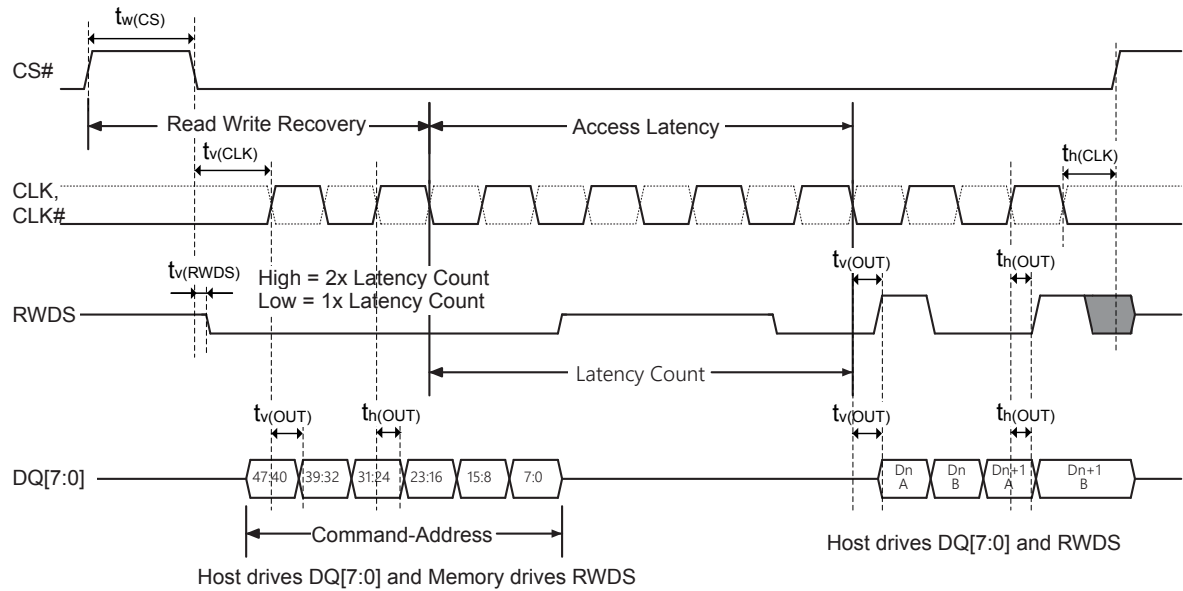 tw(CS)
CS#
Read Write Recovery
Access Latency
tv(CLK)
th(CLK)
CLK,
CLK#
tv(RWDS)
High = 2x Latency Count
Low = 1x Latency Count
tv(OUT)
th(OUT)
RWDS
Latency Count
tv(OUT)
th(OUT)
tv(OUT)
th(OUT)
DQ[7:0]
47:40
39:32
31:24
23:16
15:8
7:0
Dn
A
Dn
B
Dn+1
A
Dn+1
B
Command-Address
Host drives DQ[7:0] and RWDS
Host drives DQ[7:0] and Memory drives RWDS